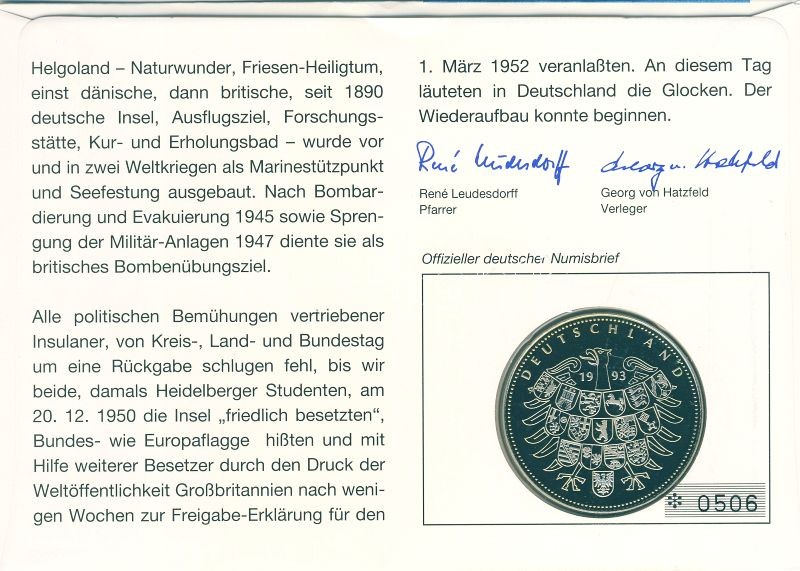 Helgoland – Naturwunder, Friesen-Heiligtum,
einst dänische, dann britische, seit 1890
deutsche Insel, Ausflugsziel, Forschungs-
stätte, Kur- und Erholungsbad – wurde vor
und in zwei Weltkriegen als Marinestützpunkt
und Seefestung ausgebaut. Nach Bombar-
dierung und Evakuierung 1945 sowie Spren-
gung der Militär-Anlagen 1947 diente sie als
britisches Bombenübungsziel.
Alle politischen Bemühungen vertriebener
Insulaner, von Kreis-, Land- und Bundestag
um eine Rückgabe schlugen fehl, bis wir
beide, damals Heidelberger Studenten, am
20. 12. 1950 die Insel „friedlich besetzten“,
Bundes- wie Europaflagge hißten und mit
Hilfe weiterer Besetzer durch den Druck der
Weltöffentlichkeit Großbritannien nach weni-
gen Wochen zur Freigabe-Erklärung für den
1. März 1952 veranlaßten. An diesem Tag
läuteten in Deutschland die Glocken. Der
Wiederaufbau konnte beginnen.
René Leudesdorff
Georg v. Hatzfeld
René Leudesdorff
Pfarrer
Georg von Hatzfeld
Verleger
Offizieller deutscher Numisbrief
DEUTSCHLAND
1993
✻ 0506